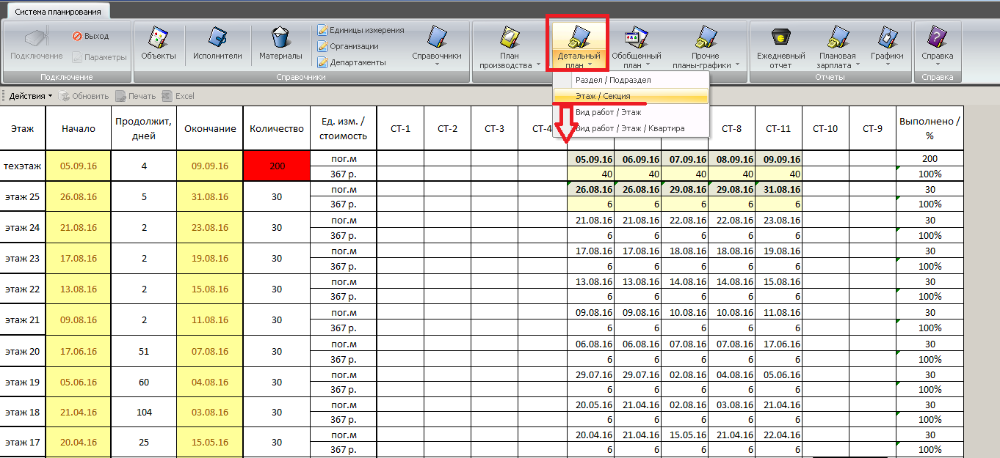 Система планирования
Подключение
Выход
Параметры
Подключение
Объекты
Исполнители
Материалы
Единицы измерения
Организации
Департаменты
Справочники
Справочники
План производства
Детальный план
Обобщенный план
Прочие планы-графики
Ежедневный отчет
Плановая зарплата
Графики
Отчеты
Справка
Справка
Раздел / Подраздел
Этаж / Секция
Вид работ / Этаж
Вид работ / Этаж / Квартира
Действия Обновить Печать Excel
Этаж Начало Продолжит, дней Окончание Количество Ед. изм. / стоимость СТ-1 СТ-2 СТ-3 СТ-4 СТ-8 СТ-11 СТ-10 СТ-9 Выполнено / %
техэтаж 05.09.16 4 09.09.16 200 пог.м 05.09.16 06.09.16 07.09.16 08.09.16 09.09.16 200
367 р. 40 40 40 40 40 100%
этаж 25 26.08.16 5 31.08.16 30 пог.м 26.08.16 26.08.16 29.08.16 29.08.16 31.08.16 30
367 р. 6 6 6 6 6 100%
этаж 24 21.08.16 2 23.08.16 30 пог.м 21.08.16 21.08.16 22.08.16 22.08.16 23.08.16 30
367 р. 6 6 6 6 6 100%
этаж 23 17.08.16 2 19.08.16 30 пог.м 17.08.16 17.08.16 18.08.16 18.08.16 19.08.16 30
367 р. 6 6 6 6 6 100%
этаж 22 13.08.16 2 15.08.16 30 пог.м 13.08.16 13.08.16 14.08.16 14.08.16 15.08.16 30
367 р. 6 6 6 6 6 100%
этаж 21 09.08.16 2 11.08.16 30 пог.м 09.08.16 09.08.16 10.08.16 10.08.16 11.08.16 30
367 р. 6 6 6 6 6 100%
этаж 20 17.06.16 51 07.08.16 30 пог.м 06.08.16 06.08.16 07.08.16 07.08.16 17.06.16 30
367 р. 6 6 6 6 6 100%
этаж 19 05.06.16 60 04.08.16 30 пог.м 29.07.16 29.07.16 02.08.16 04.08.16 05.06.16 30
367 р. 6 6 6 6 6 100%
этаж 18 21.04.16 104 03.08.16 30 пог.м 20.05.16 21.04.16 02.08.16 03.08.16 21.04.16 30
367 р. 6 6 6 6 6 100%
этаж 17 20.04.16 25 15.05.16 30 пог.м 20.04.16 21.04.16 15.05.16 21.04.16 22.04.16 30
367 р. 6 6 6 6 6 100%